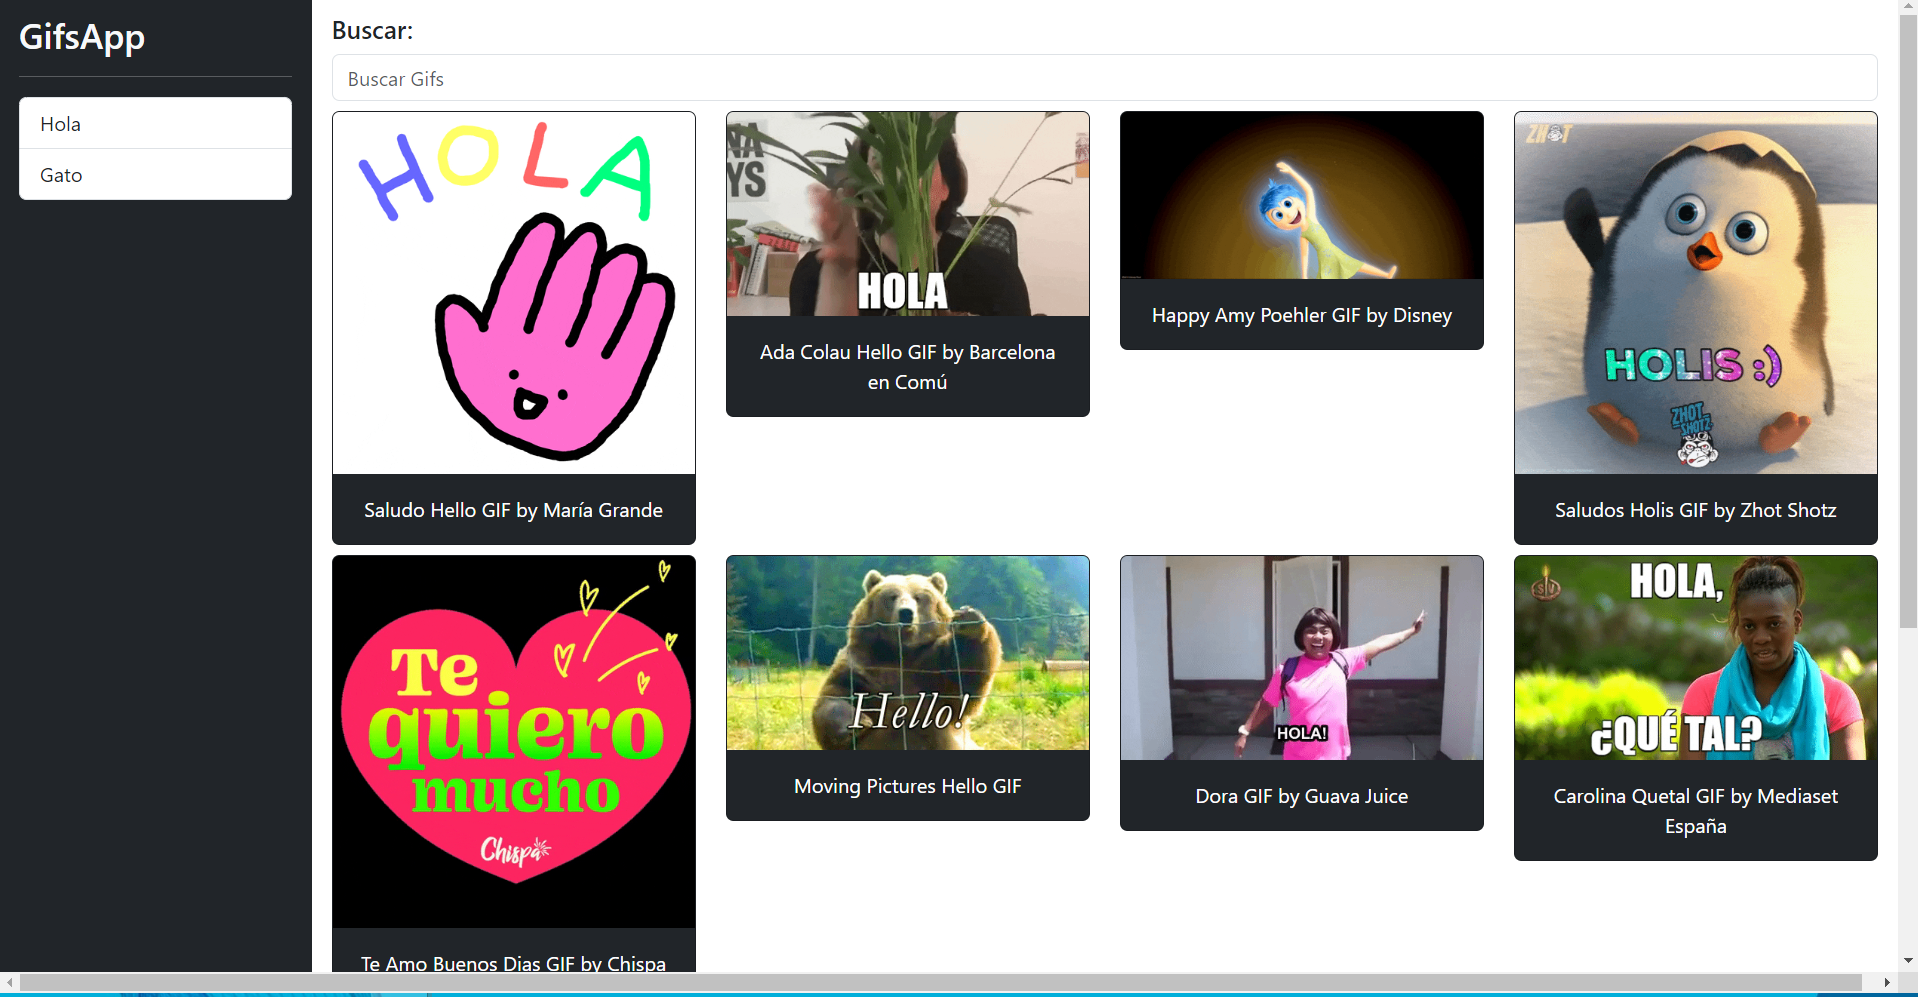 GifsApp
Hola
Gato
Buscar:
Buscar Gifs
HOLA
Saludo Hello GIF by María Grande
NA
YS
HOLA
Ada Colau Hello GIF by Barcelona
en Comú
Happy Amy Poehler GIF by Disney
ZHOT
HOLIS :)
ZHOT
SHOTZ
Saludos Holis GIF by Zhot Shotz
Te
quiero
mucho
Chispa
Te Amo Buenos Dias GIF by Chispa
Hello!
Moving Pictures Hello GIF
HOLA!
Dora GIF by Guava Juice
SV
HOLA,
¿QUÉ TAL?
Carolina Quetal GIF by Mediaset
España